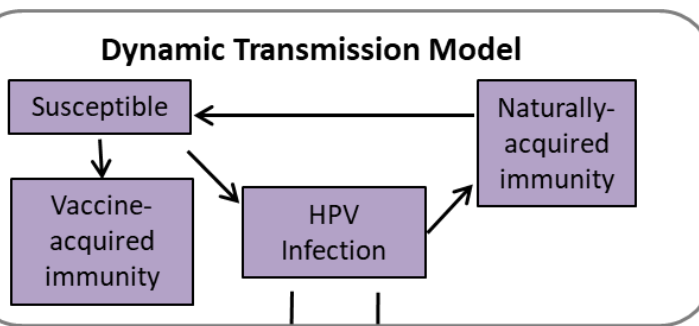 Dynamic Transmission Model
Susceptible
Naturally-
acquired
immunity
Vaccine-
acquired
immunity
HPV
Infection